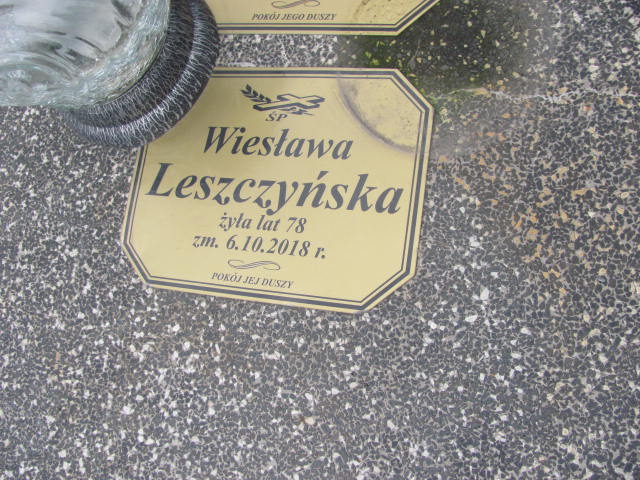 POKÓJ JEGO DUSZY
ŚP
Wiesława
Leszczyńska
żyła lat 78
zm. 6.10.2018 r.
POKÓJ JEJ DUSZY